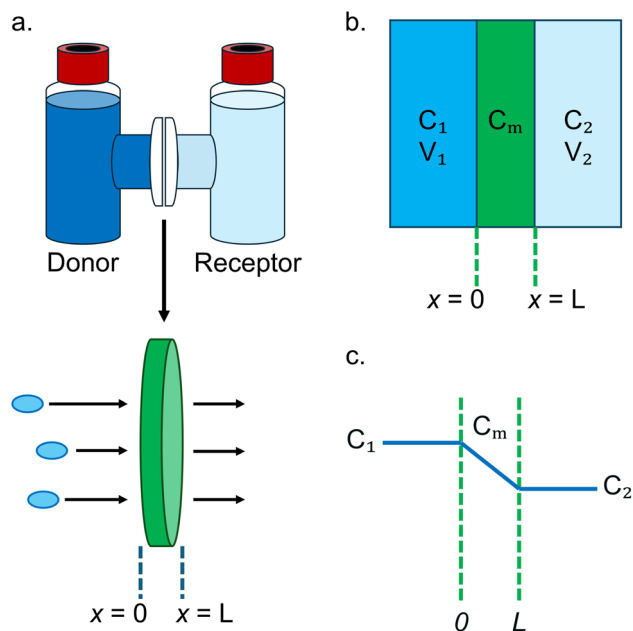 a.
Donor
Receptor
x = 0
x = L
b.
C₁
V₁
Cₘ
C₂
V₂
x = 0
x = L
c.
C₁
Cₘ
C₂
0
L